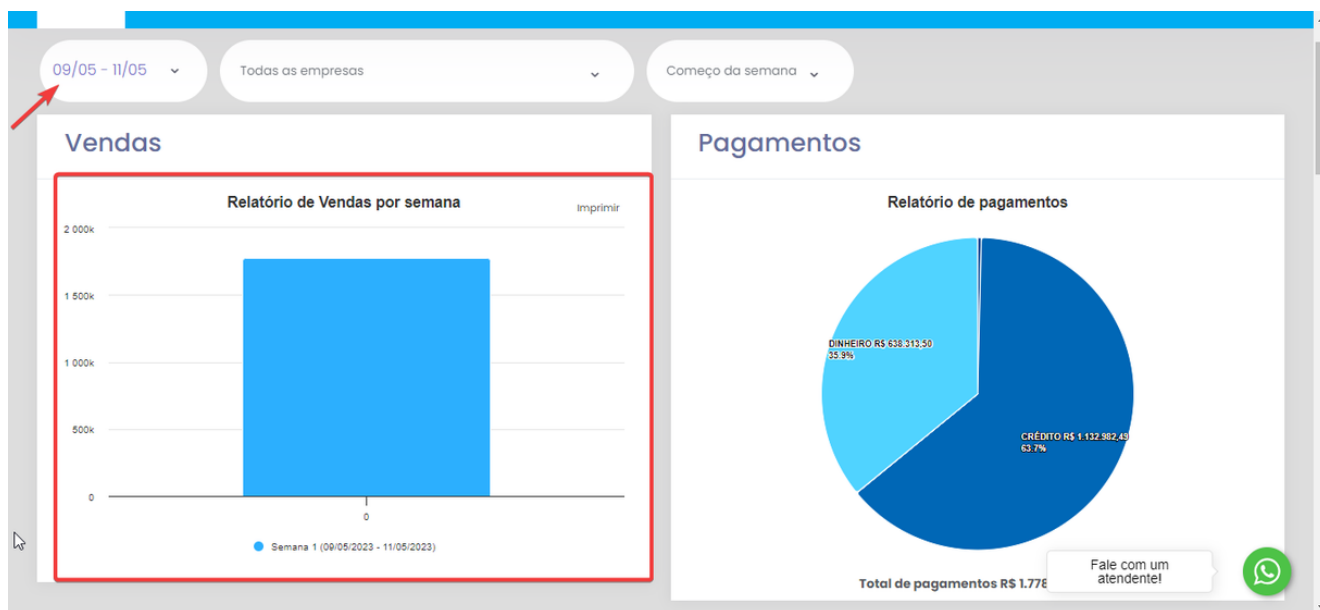 09/05 - 11/05
Todas as empresas
Começo da semana
Vendas
Pagamentos
Relatório de Vendas por semana
Imprimir
2 000k
1 500k
1 000k
500k
0
0
Semana 1 (09/05/2023 - 11/05/2023)
Relatório de pagamentos
DINHEIRO R$ 638.313,50
35.9%
CRÉDITO R$ 1.132.982,49
63.7%
Total de pagamentos R$ 1.778
Fale com um
atendente!